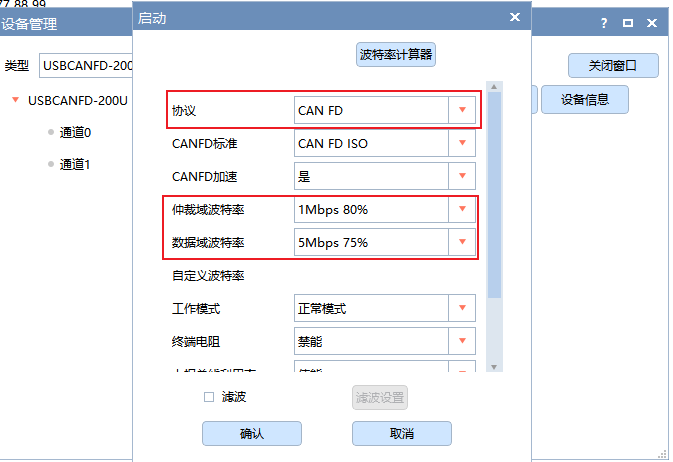 77.88.99
设备管理
启动
波特率计算器
类型
USBCANFD-200
关闭窗口
设备信息
USBCANFD-200U
通道0
通道1
协议
CAN FD
CANFD标准
CAN FD ISO
CANFD加速
是
仲裁域波特率
1Mbps 80%
数据域波特率
5Mbps 75%
自定义波特率
工作模式
正常模式
终端电阻
禁能
滤波
滤波设置
确认
取消